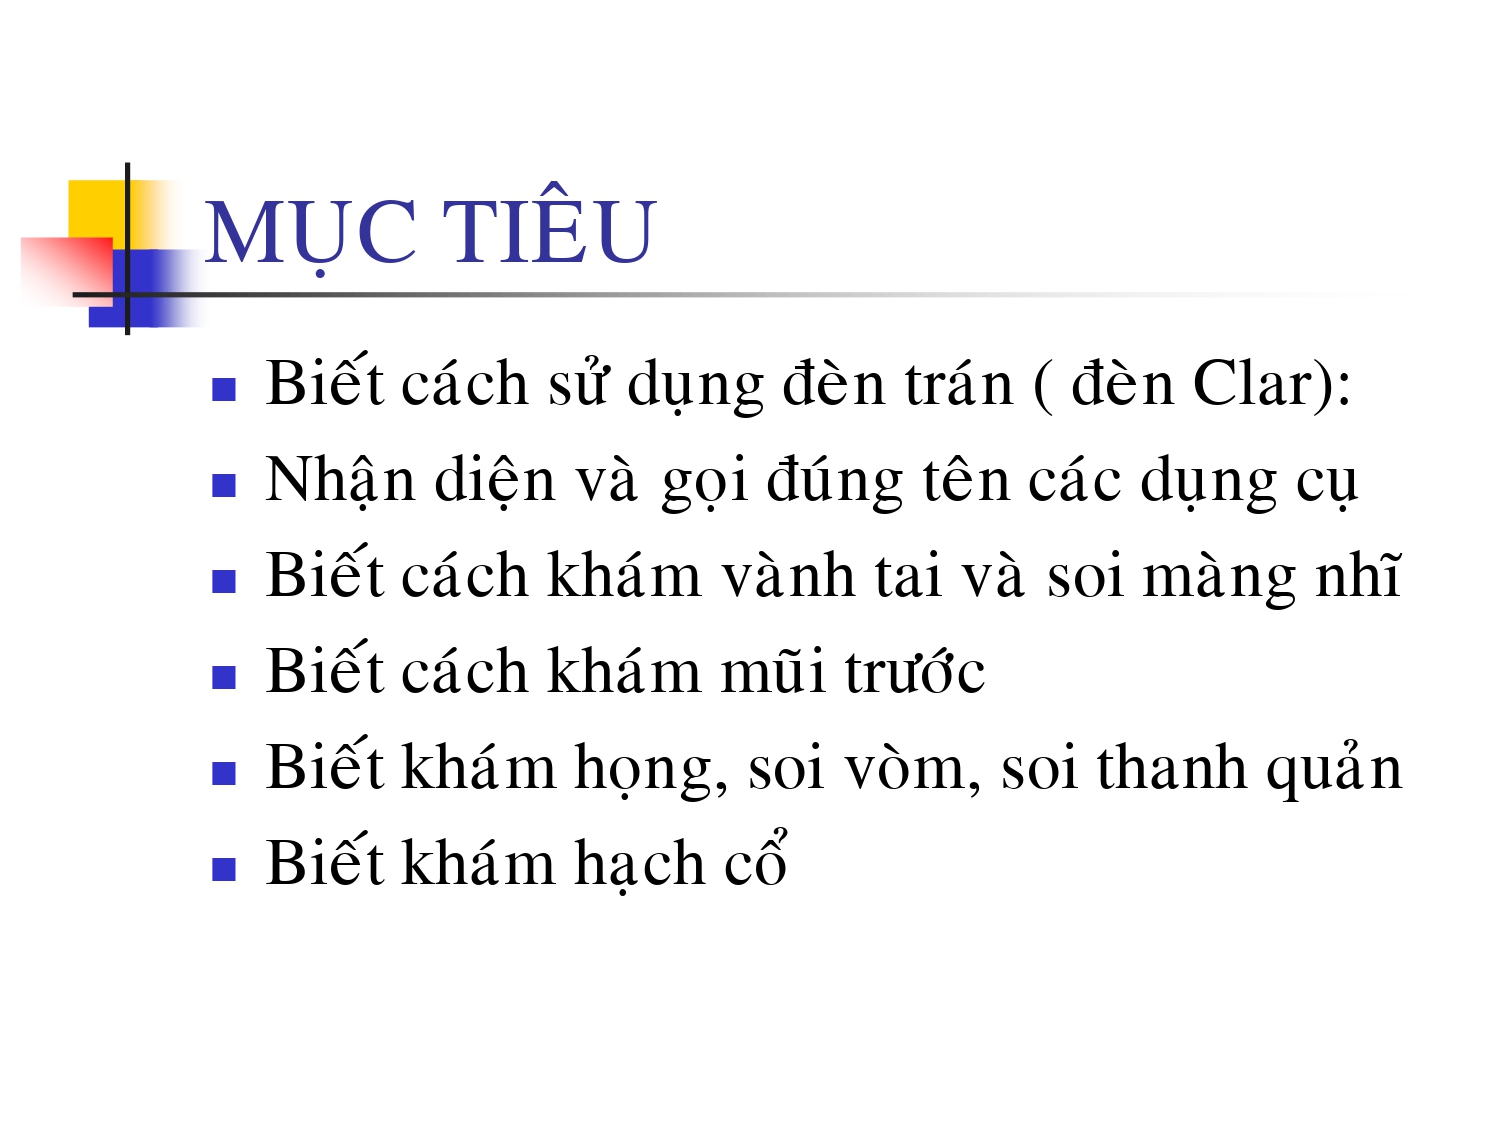 MỤC TIÊU
Biết cách sử dụng đèn trán ( đèn Clar):
Nhận diện và gọi đúng tên các dụng cụ
Biết cách khám vành tai và soi màng nhĩ
Biết cách khám mũi trước
Biết khám họng, soi vòm, soi thanh quản
Biết khám hạch cổ